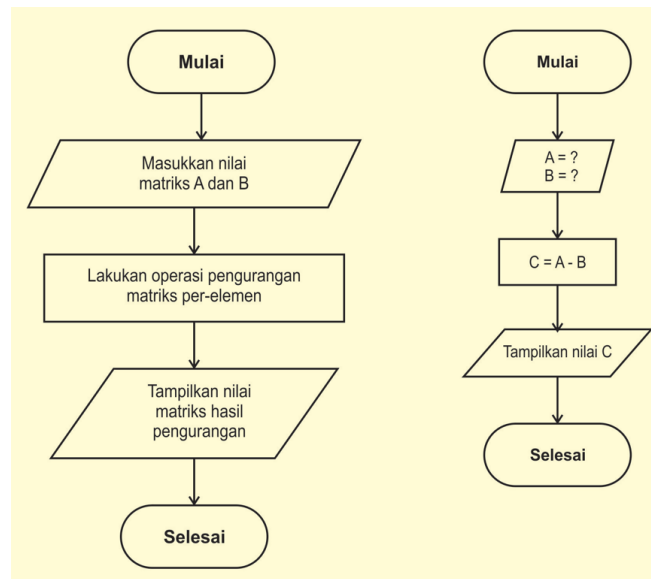 Mulai
Masukkan nilai
matriks A dan B
Lakukan operasi pengurangan
matriks per-elemen
Tampilkan nilai
matriks hasil
pengurangan
Selesai
Mulai
A = ?
B = ?
C = A - B
Tampilkan nilai C
Selesai